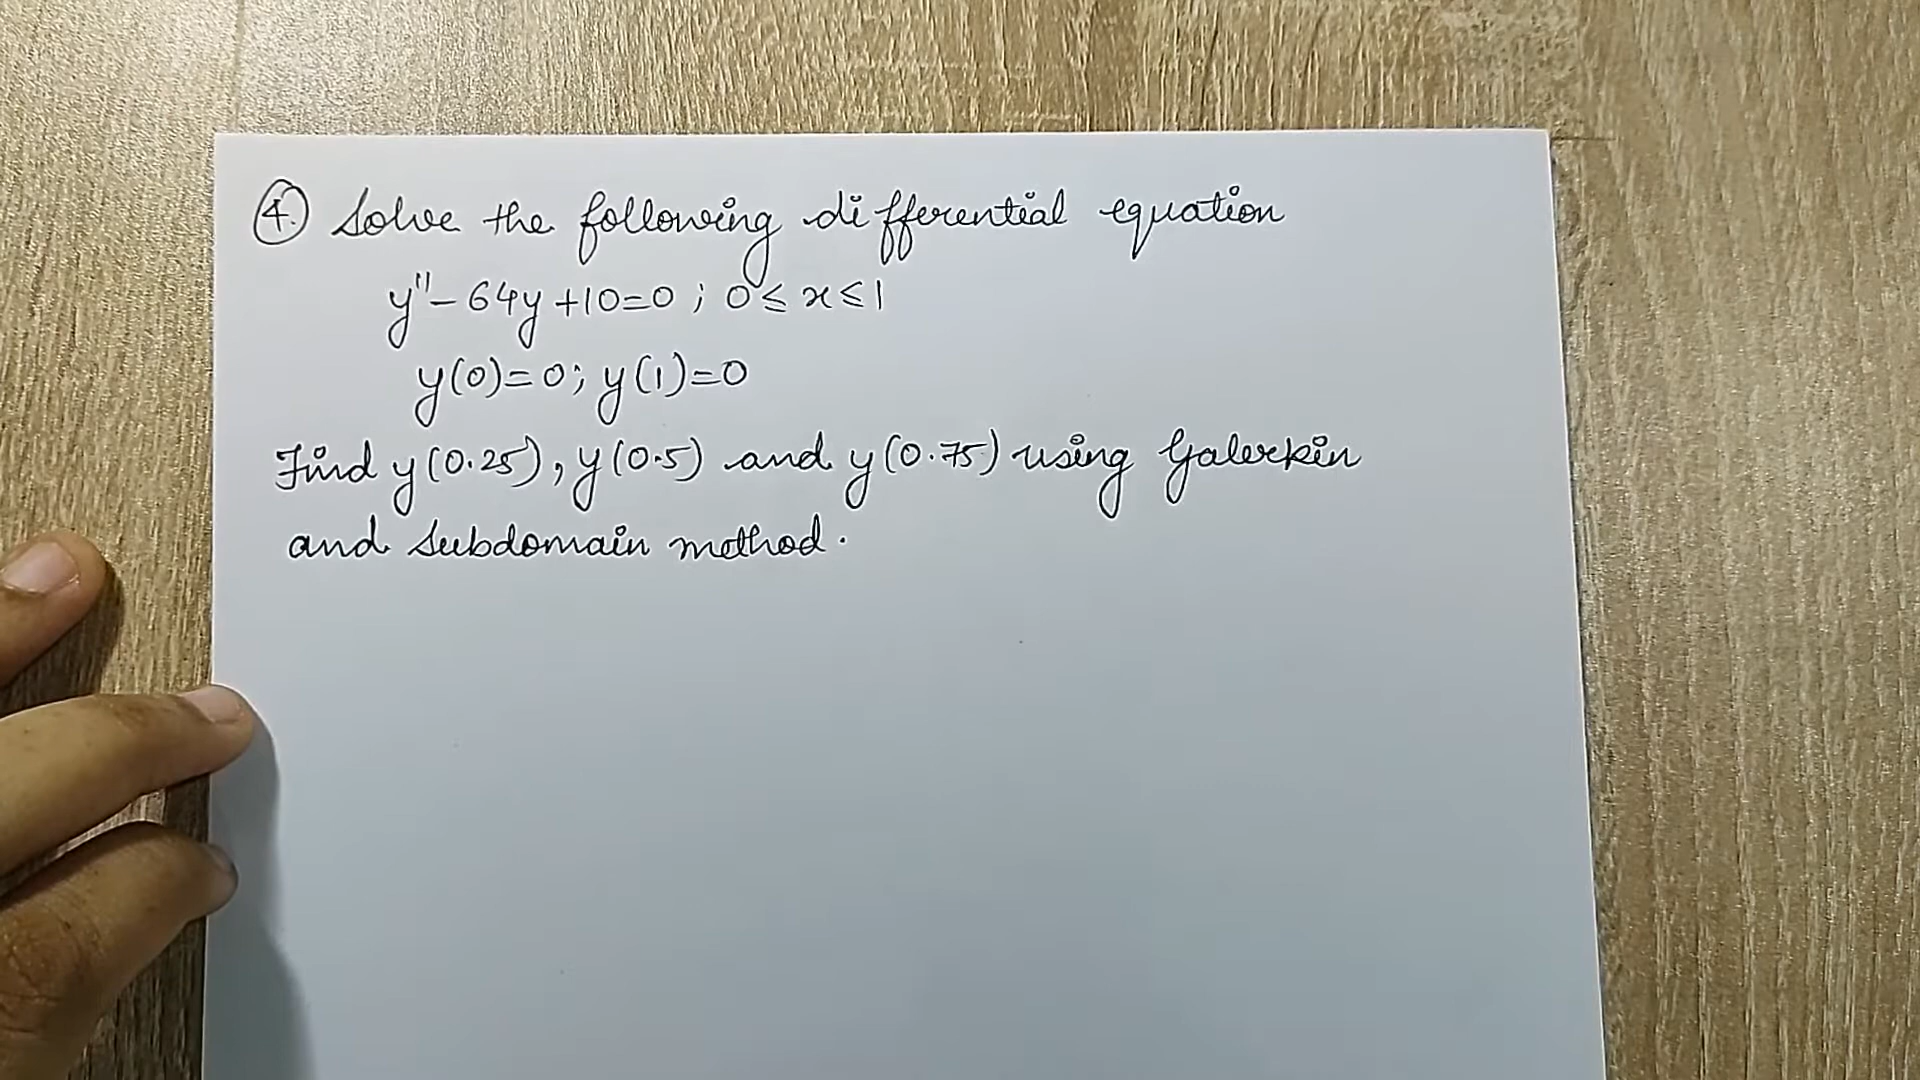 4. Solve the following differential equation
y"-64y+10=0; 0≤x≤1
y(0)=0; y(1)=0
Find y(0.25), y(0.5) and y(0.75) using Galerkin
and Subdomain method.